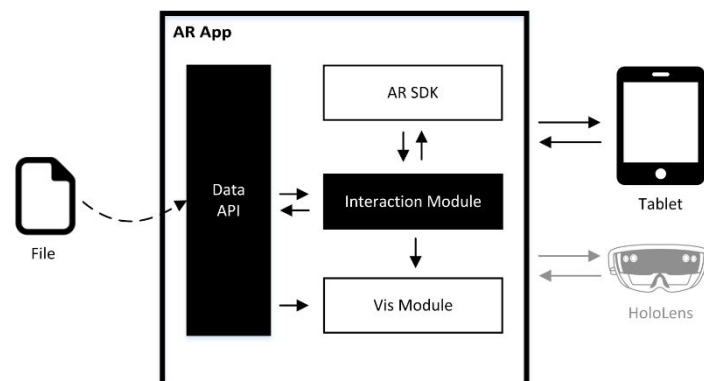 AR App
AR SDK
Data
API
Interaction Module
Vis Module
File
Tablet
HoloLens